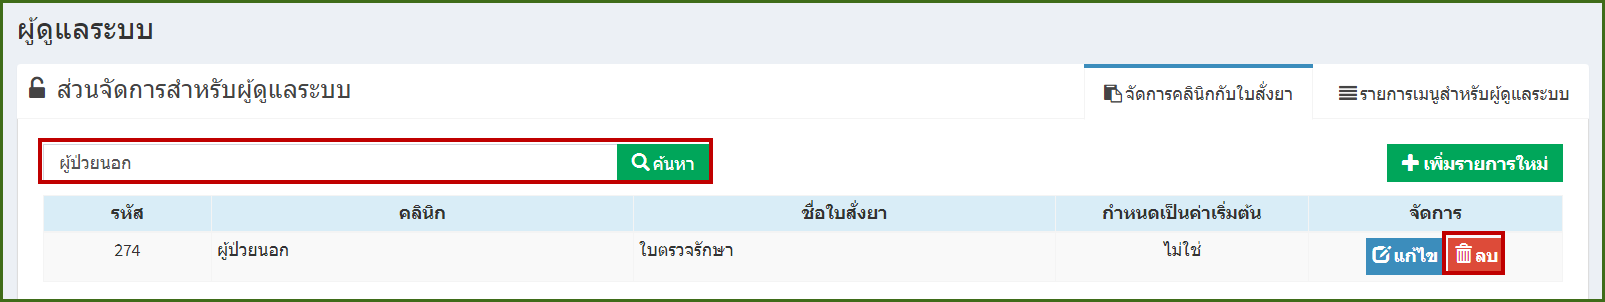 ผู้ดูแลระบบ
ส่วนจัดการสำหรับผู้ดูแลระบบ
จัดการคลินิกกับใบสั่งยา
รายการเมนูสำหรับผู้ดูแลระบบ
ผู้ป่วยนอก ค้นหา
เพิ่มรายการใหม่
รหัส คลินิก ชื่อใบสั่งยา กำหนดเป็นค่าเริ่มต้น จัดการ
274 ผู้ป่วยนอก ใบตรวจรักษา ไม่ใช่ แก้ไข ลบ